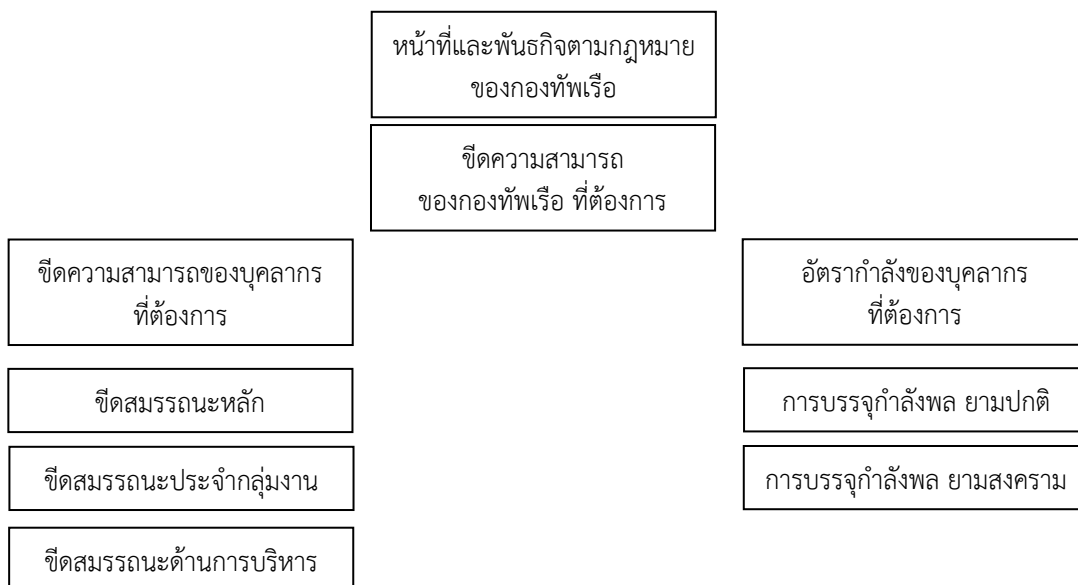 หน้าที่และพันธกิจตามกฎหมาย
ของกองทัพเรือ
ขีดความสามารถ
ของกองทัพเรือ ที่ต้องการ
ขีดความสามารถของบุคลากร
ที่ต้องการ
อัตรากำลังของบุคลากร
ที่ต้องการ
ขีดสมรรถนะหลัก
การบรรจุกำลังพล ยามปกติ
ขีดสมรรถนะประจำกลุ่มงาน
การบรรจุกำลังพล ยามสงคราม
ขีดสมรรถนะด้านการบริหาร